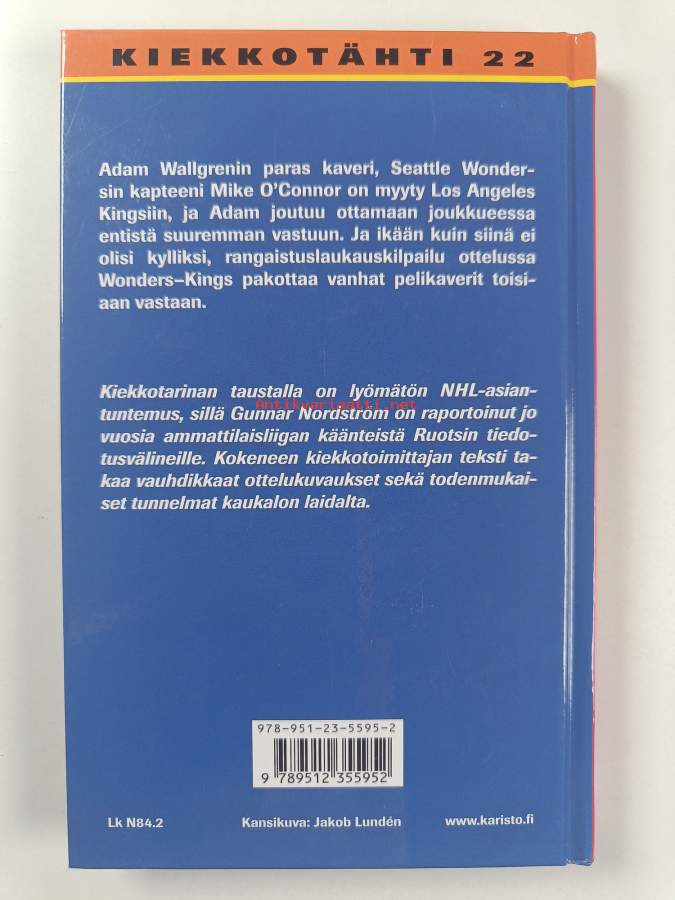 KIEKKOTÄHTI 22
Adam Wallgrenin paras kaveri, Seattle Wonder-
sin kapteeni Mike O'Connor on myyty Los Angeles
Kingsiin, ja Adam joutuu ottamaan joukkueessa
entistä suuremman vastuun. Ja ikään kuin siinä ei
olisi kylliksi, rangaistuslaukauskilpailu ottelussa
Wonders–Kings pakottaa vanhat pelikaverit toisi-
aan vastaan.
Kiekkotarinan taustalla on lyömätön NHL-asian-
tuntemus, sillä Gunnar Nordström on raportoinut jo
Antikvariaatti.net
vuosia ammattilaisliigan käänteistä Ruotsin tiedo-
tusvälineille. Kokeneen kiekkotoimittajan teksti ta-
kaa vauhdikkaat ottelukuvaukset sekä todenmukai-
set tunnelmat kaukalon laidalta.
978-951-23-5595-2
9 789512 355952
Lk N84.2
Kansikuva: Jakob Lundén
www.karisto.fi